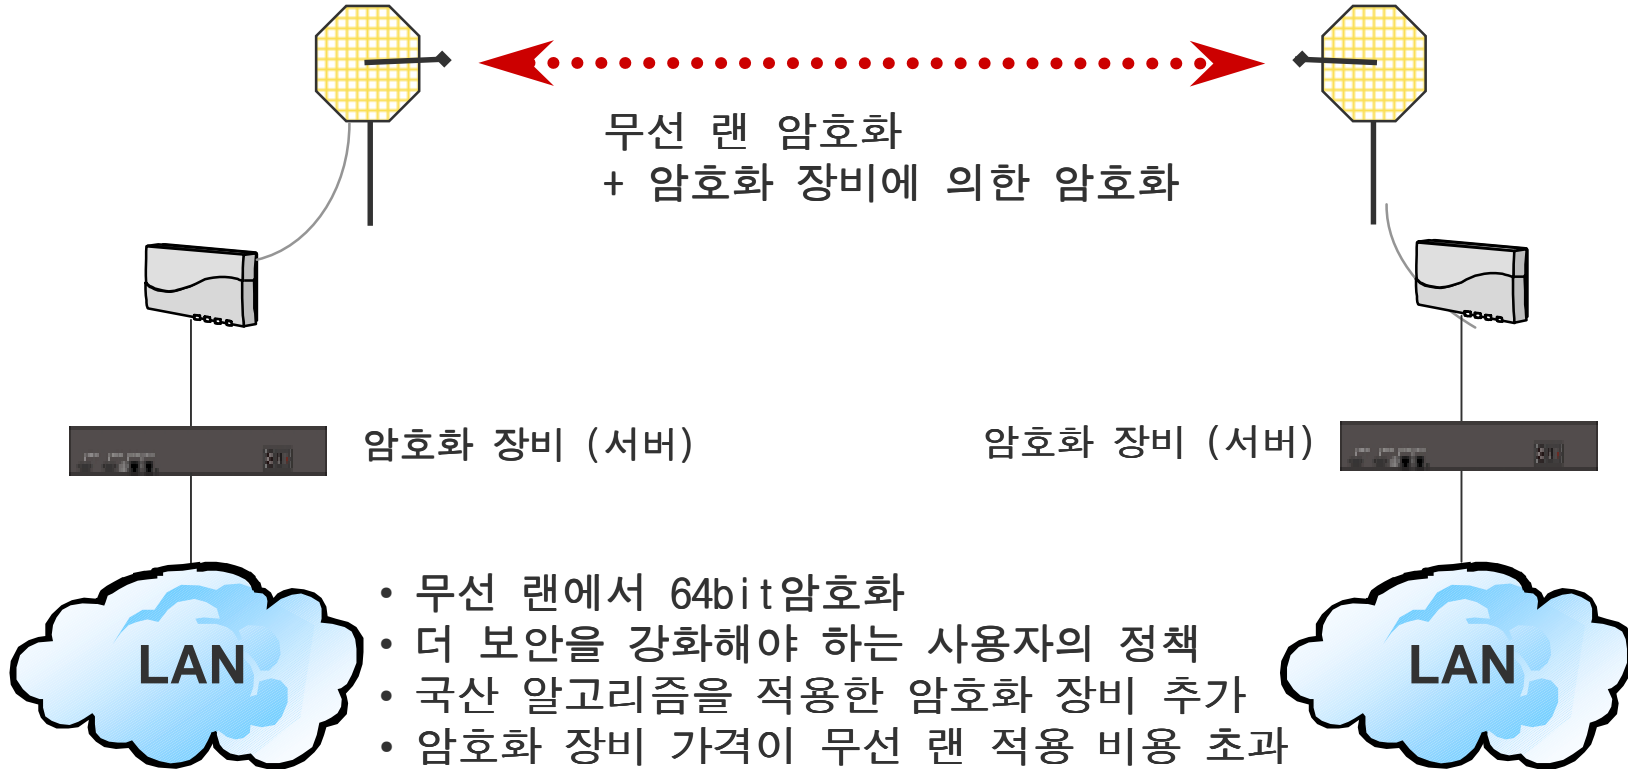 무선 랜 암호화
+ 암호화 장비에 의한 암호화
암호화 장비 (서버)
암호화 장비 (서버)
LAN
LAN
• 무선 랜에서 64bit암호화
• 더 보안을 강화해야 하는 사용자의 정책
• 국산 알고리즘을 적용한 암호화 장비 추가
• 암호화 장비 가격이 무선 랜 적용 비용 초과